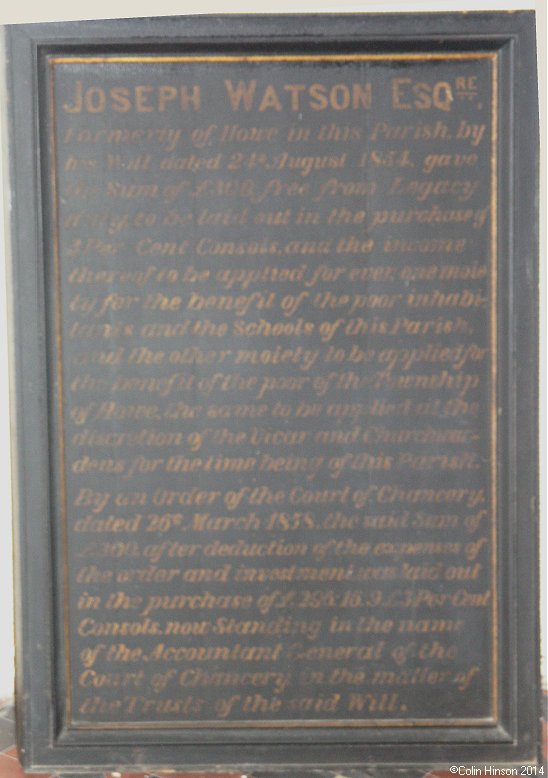 JOSEPH WATSON ESQRE.
Formerly of Howe in this Parish, by
his Will dated 24th August 1854, gave
the Sum of £300, free from Legacy
duty, to be laid out in the purchase of
3 Per Cent Consols, and the income
thereof to be applied for ever, one moie
ty for the benefit of the poor inhabi-
tants and the Schools of this Parish,
and the other moiety to be applied for
the benefit of the poor of the Township
of Howe, the same to be applied at the
discretion of the Vicar and Churchwar-
dens for the time being of this Parish.
By an Order of the Court of Chancery,
dated 26th March 1858, the said Sum of
£300, after deduction of the expenses of
the order and investment was laid out
in the purchase of £296.16.9. £3 Per Cent
Consols, now Standing in the name
of the Accountant General of the
Court of Chancery in the matter of
the Trusts of the said Will.
©Colin Hinson 2014